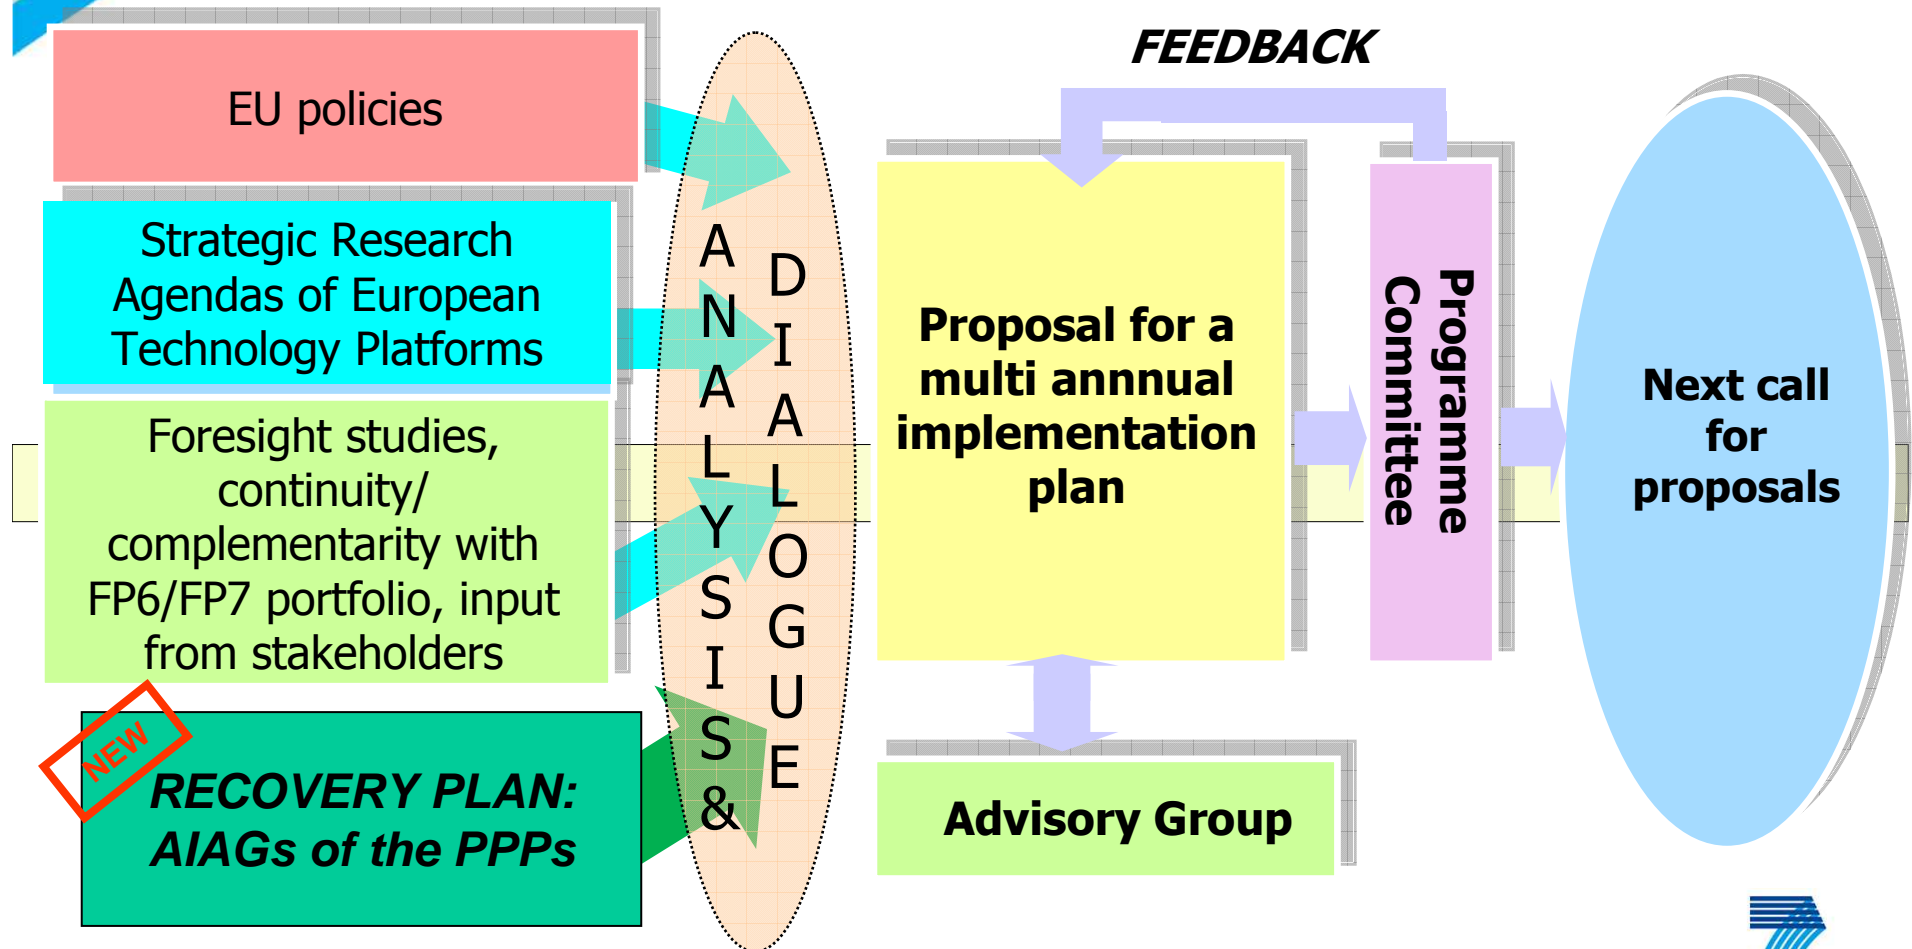 EU policies
Strategic Research
Agendas of European
Technology Platforms
Foresight studies,
continuity/
complementarity with
FP6/FP7 portfolio, input
from stakeholders
NEW
RECOVERY PLAN:
AIAGs of the PPPs
ANALYSIS&
DIALOGUE
FEEDBACK
Proposal for a
multi annnual
implementation
plan
Programme
Committee
Advisory Group
Next call
for
proposals